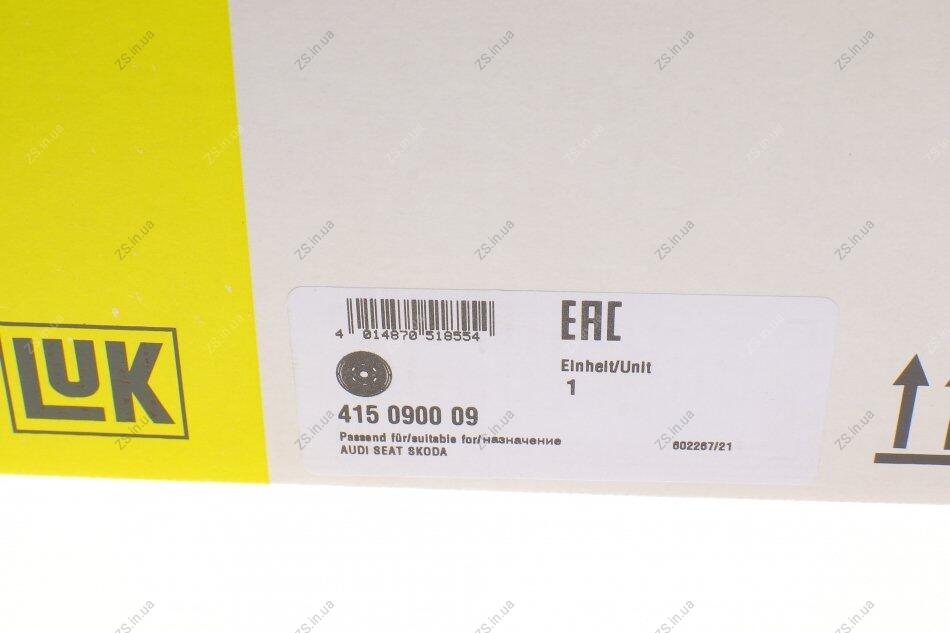 LUK
4 014870 518554
EAC
Einheit/Unit
1
415 0900 09
Passend für/suitable for/назначение
AUDI SEAT SKODA
602267/21
ZS.in.ua